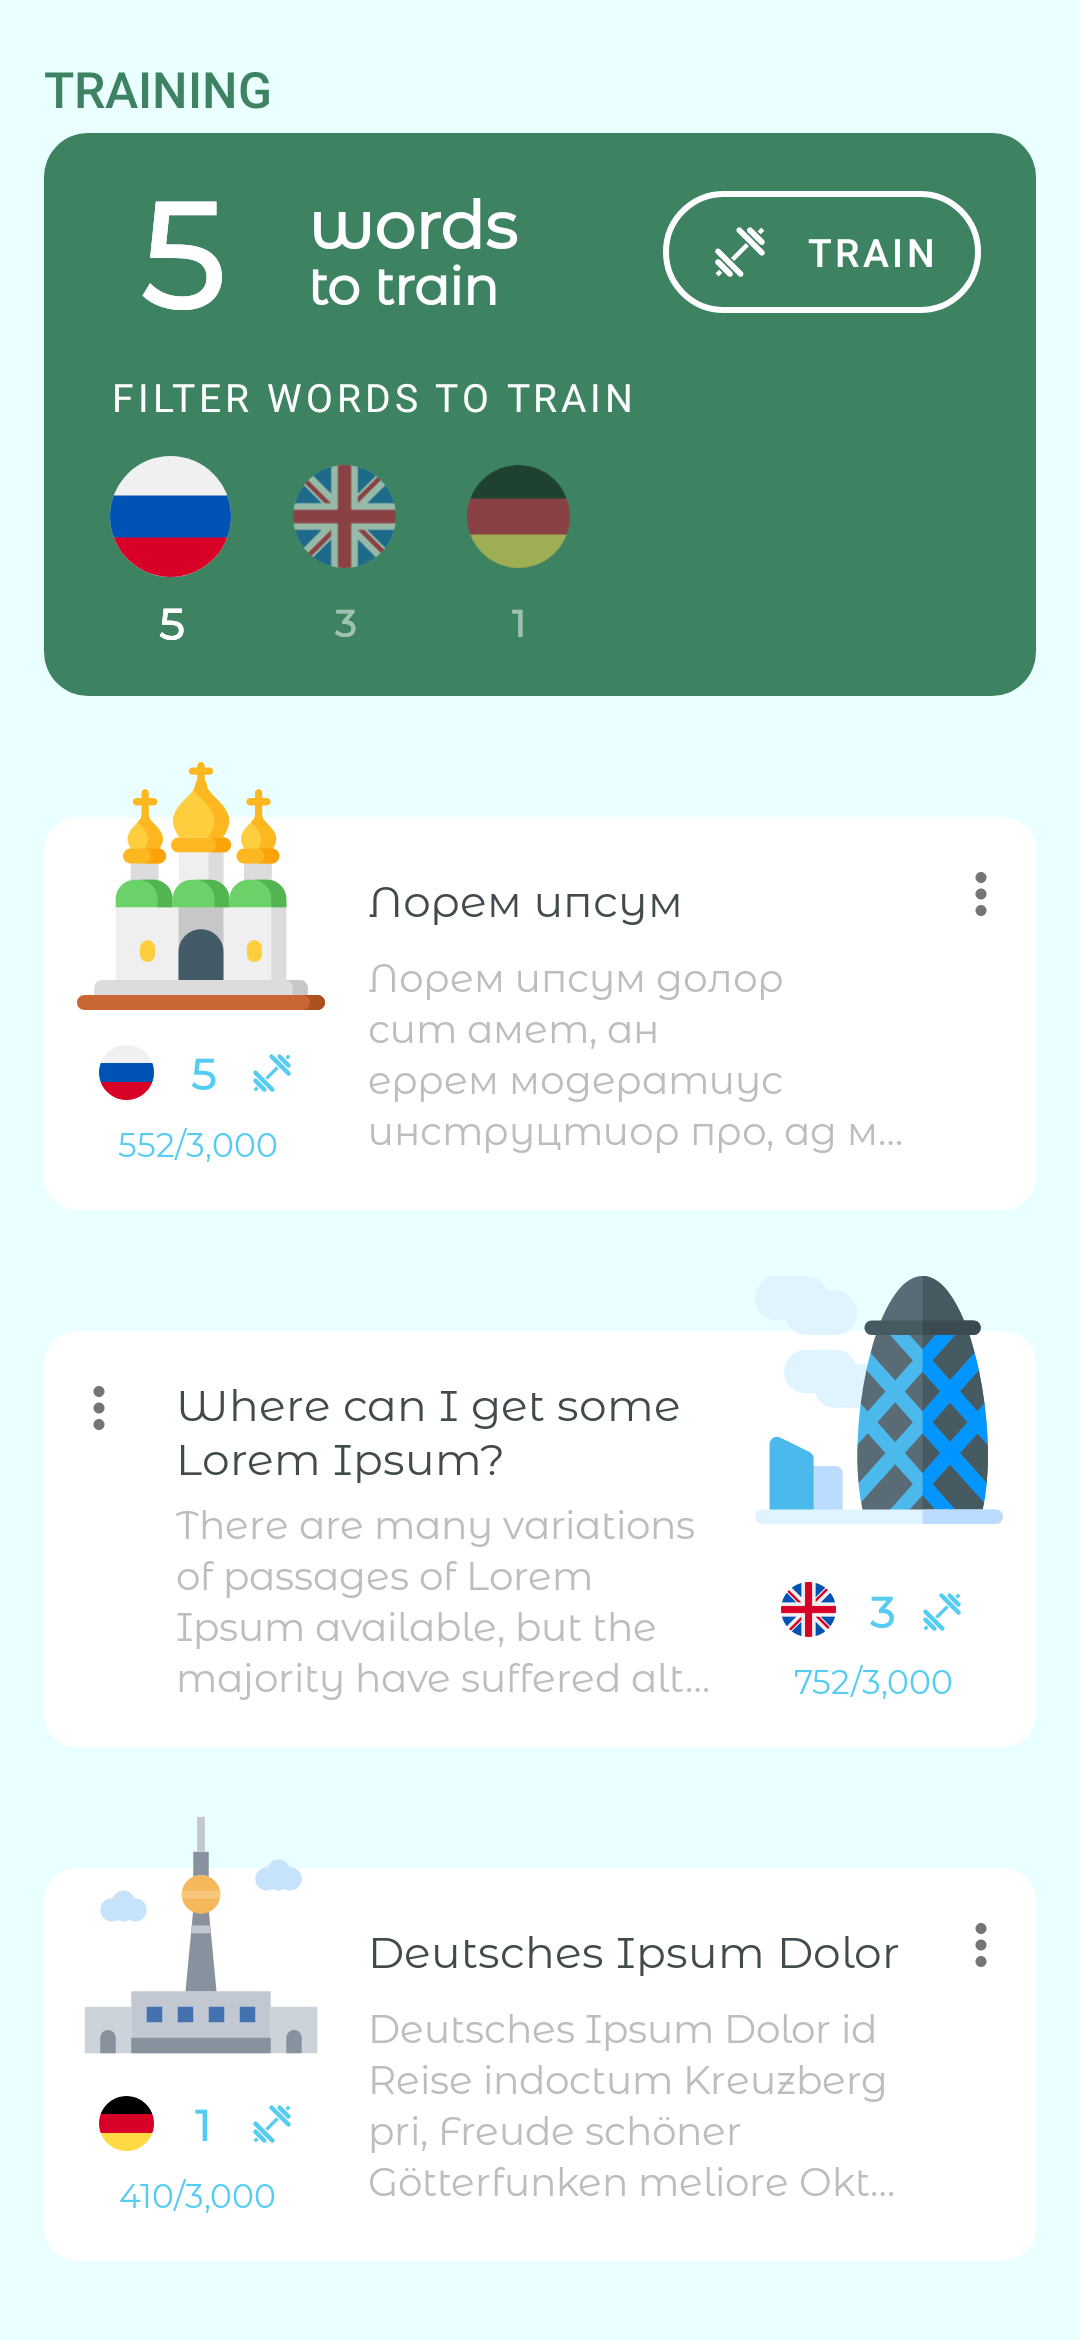 TRAINING
5 words
to train
TRAIN
FILTER WORDS TO TRAIN
5 3 1
Лорем ипсум
Лорем ипсум долор
сит амет, ан
еррем модератиус
инструцтиор про, ад м...
5
552/3,000
Where can I get some
Lorem Ipsum?
There are many variations
of passages of Lorem
Ipsum available, but the
majority have suffered alt...
3
752/3,000
Deutsches Ipsum Dolor
Deutsches Ipsum Dolor id
Reise indoctum Kreuzberg
pri, Freude schöner
Götterfunken meliore Okt...
1
410/3,000